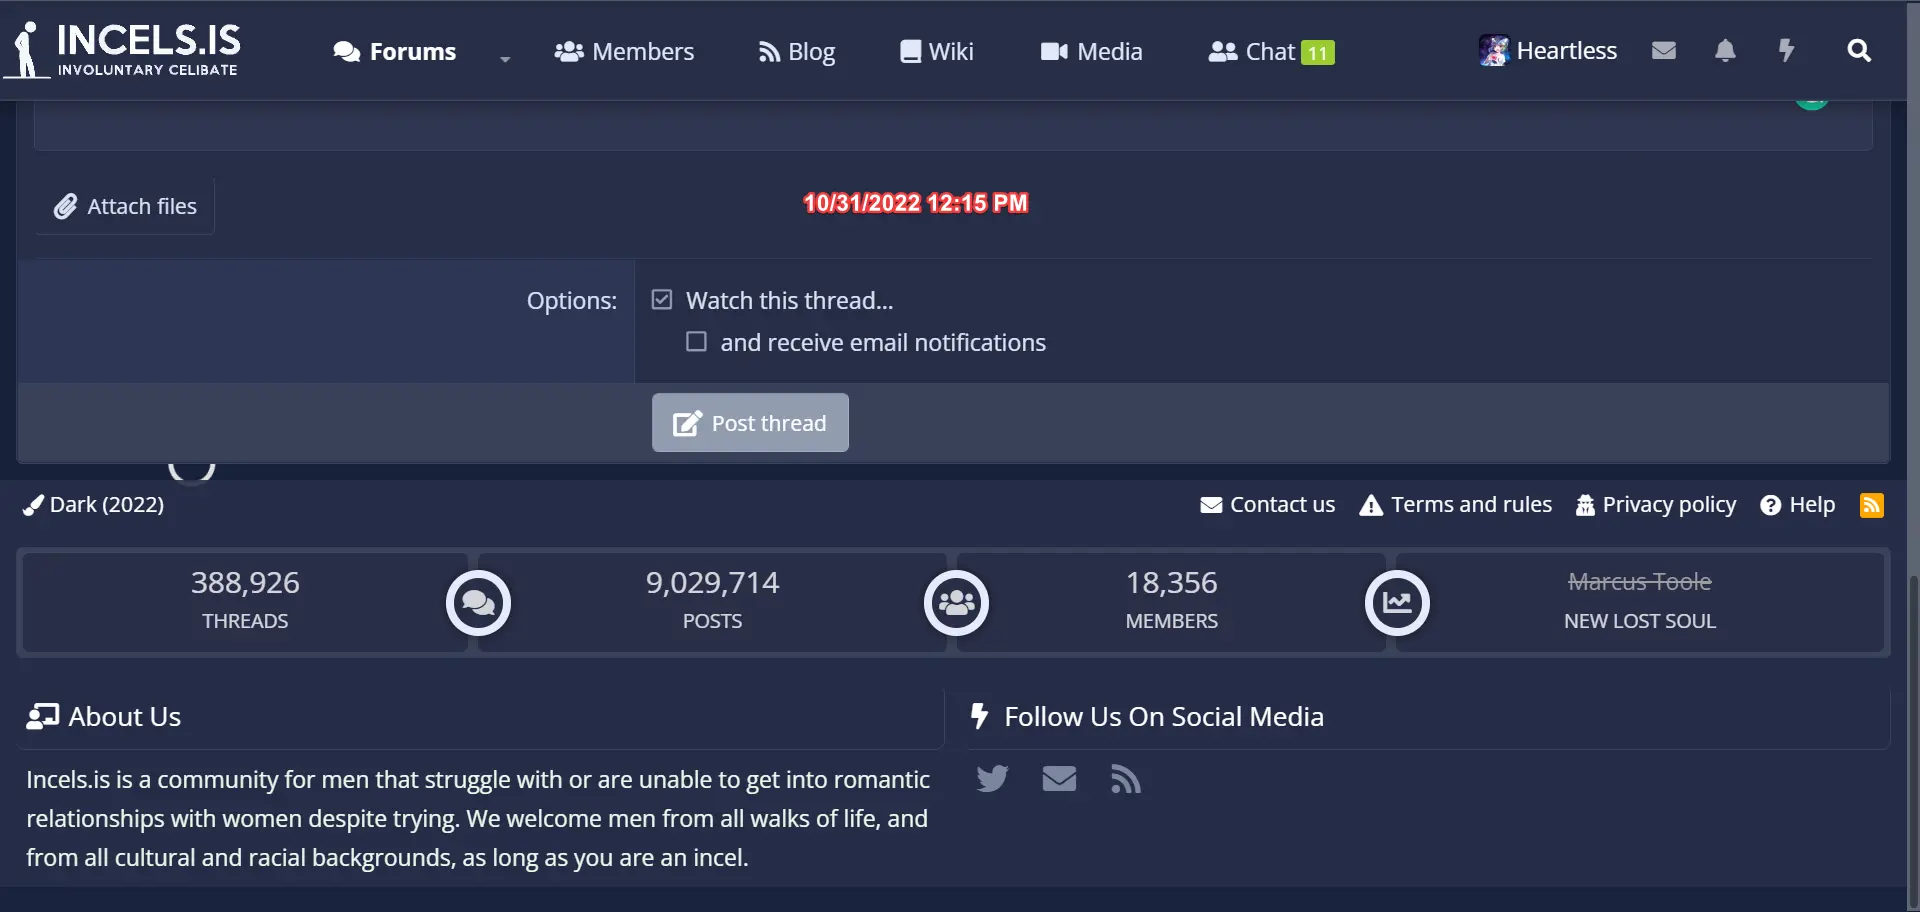 INCELS.IS
INVOLUNTARY CELIBATE
Forums
Members
Blog
Wiki
Media
Chat 11
Heartless
Attach files
10/31/2022 12:15 PM
Options:
Watch this thread...
and receive email notifications
Post thread
Dark (2022)
Contact us
Terms and rules
Privacy policy
Help
388,926
THREADS
9,029,714
POSTS
18,356
MEMBERS
Marcus Toole
NEW LOST SOUL
About Us
Incels.is is a community for men that struggle with or are unable to get into romantic
relationships with women despite trying. We welcome men from all walks of life, and
from all cultural and racial backgrounds, as long as you are an incel.
Follow Us On Social Media